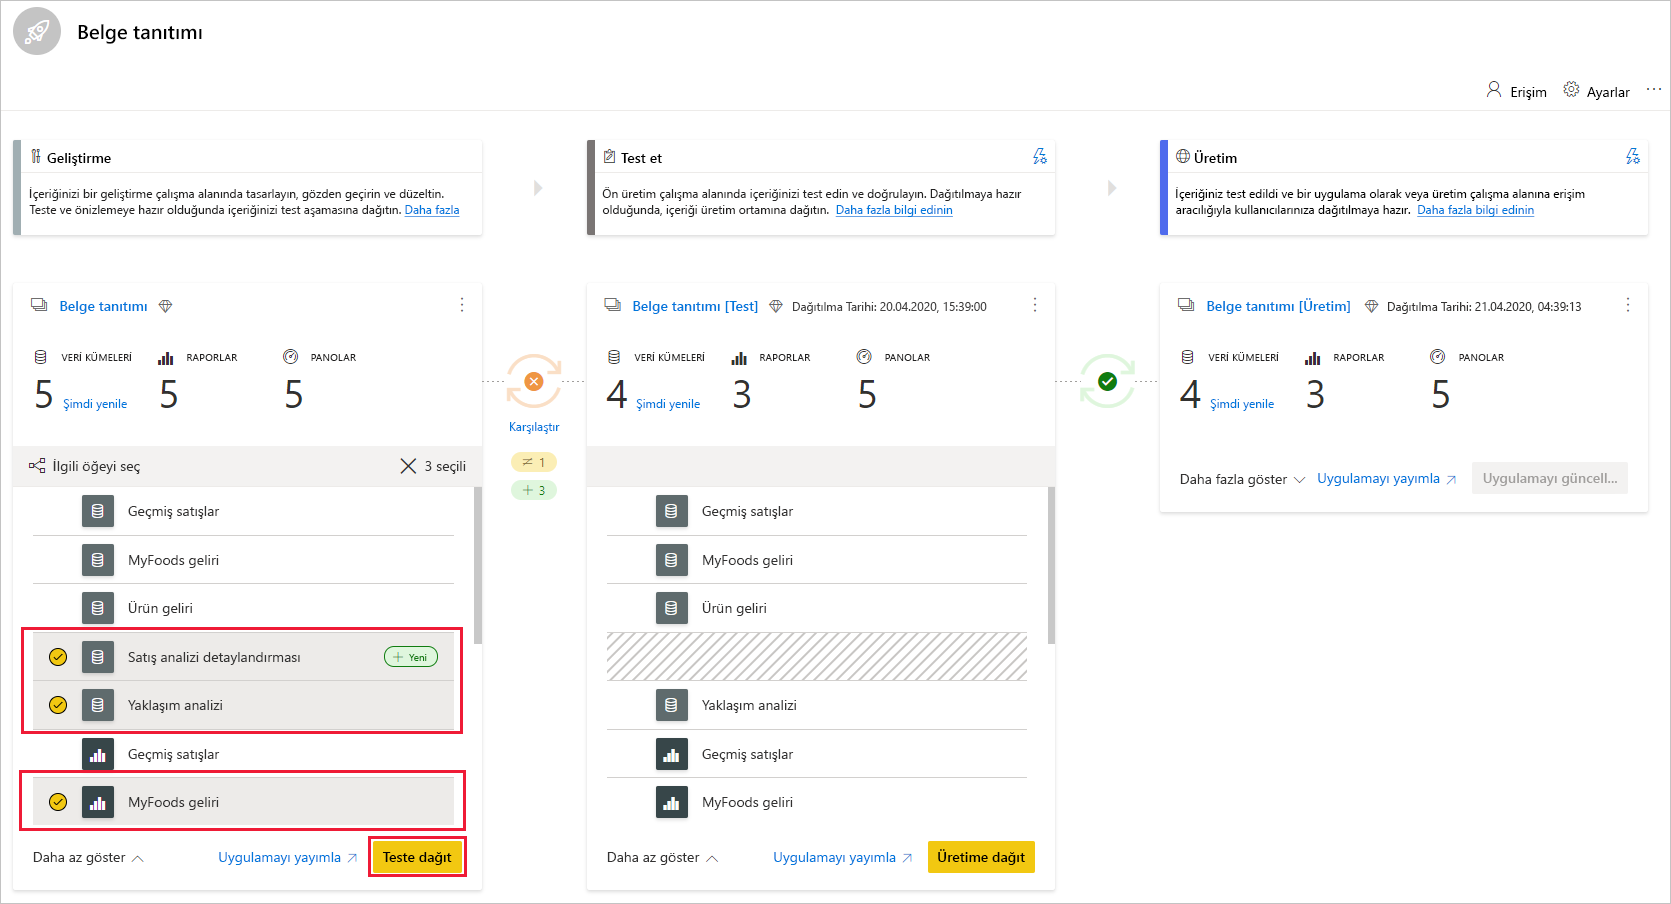 Belge tanıtımı
Erişim
Ayarlar
Geliştirme
İçeriğinizi bir geliştirme çalışma alanında tasarlayın, gözden geçirin ve düzeltin.
Teste ve önizlemeye hazır olduğunda içeriğinizi test aşamasına dağıtın. Daha fazla
Test et
Ön üretim çalışma alanında içeriğinizi test edin ve doğrulayın. Dağıtılmaya hazır
olduğunda, içeriği üretim ortamına dağıtın. Daha fazla bilgi edinin
Üretim
İçeriğiniz test edildi ve bir uygulama olarak veya üretim çalışma alanına erişim
aracılığıyla kullanıcılarınıza dağıtılmaya hazır. Daha fazla bilgi edinin
Belge tanıtımı
VERİ KÜMELERİ
RAPORLAR
PANOLAR
5
Şimdi yenile
5
5
İlgili öğeyi seç
3 seçili
Geçmiş satışlar
MyFoods geliri
Ürün geliri
Satış analizi detaylandırması
+ Yeni
Yaklaşım analizi
Geçmiş satışlar
MyFoods geliri
Daha az göster
Uygulamayı yayımla
Teste dağıt
Karşılaştır
≠ 1
+ 3
Belge tanıtımı [Test]
Dağıtılma Tarihi: 20.04.2020, 15:39:00
VERİ KÜMELERİ
RAPORLAR
PANOLAR
4
Şimdi yenile
3
5
Geçmiş satışlar
MyFoods geliri
Ürün geliri
Yaklaşım analizi
Geçmiş satışlar
MyFoods geliri
Daha az göster
Uygulamayı yayımla
Üretime dağıt
Belge tanıtımı [Üretim]
Dağıtılma Tarihi: 21.04.2020, 04:39:13
VERİ KÜMELERİ
RAPORLAR
PANOLAR
4
Şimdi yenile
3
5
Daha fazla göster
Uygulamayı yayımla
Uygulamayı güncell...